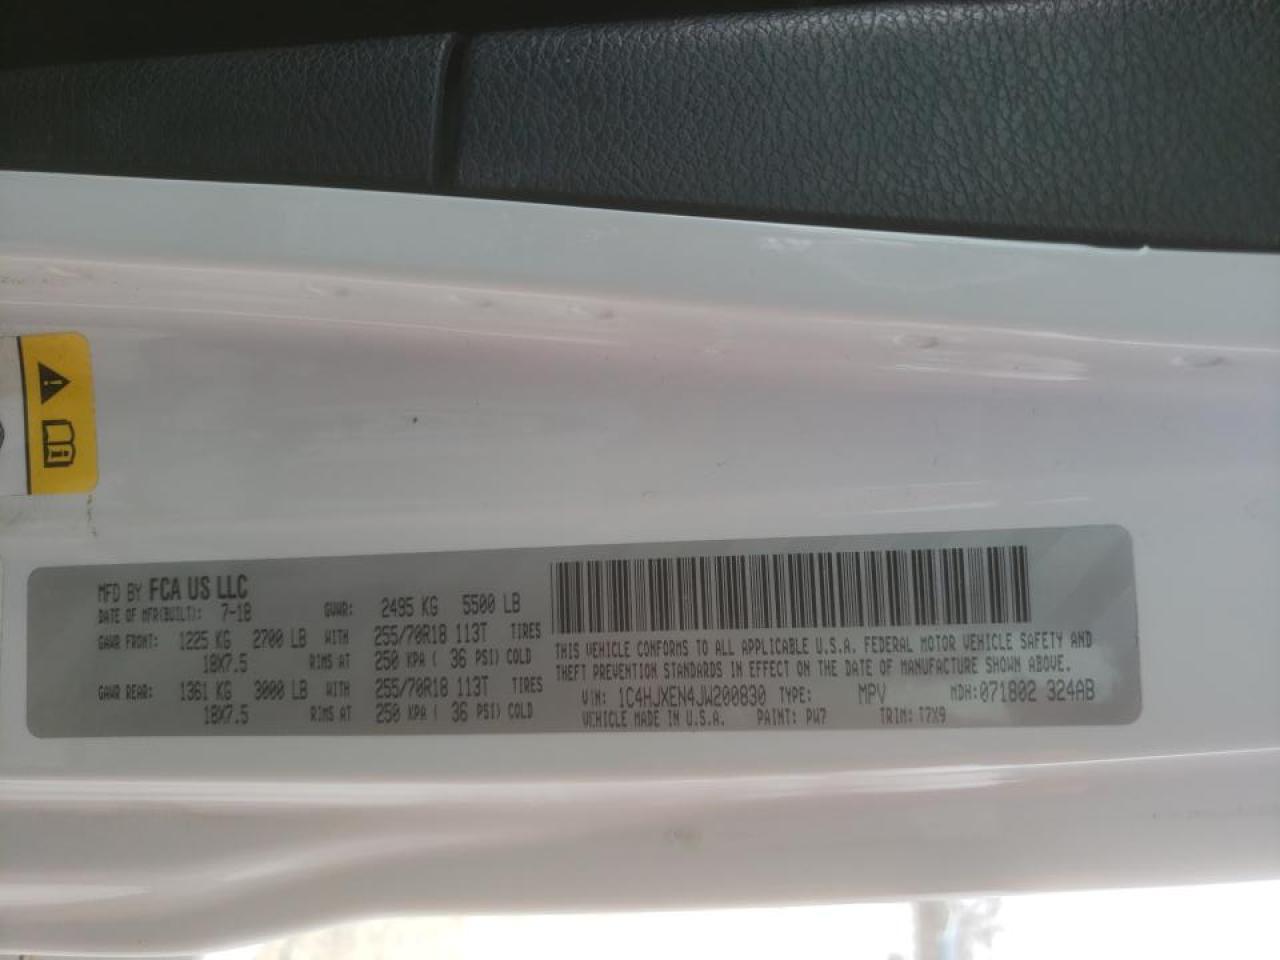 MFD BY FCA US LLC
DATE OF MFR(BUILT): 7-18 GVWR: 2495 KG 5500 LB
GAWR FRONT: 1225 KG 2700 LB WITH 255/70R18 113T TIRES
18X7.5 RIMS AT 250 KPA ( 36 PSI) COLD
GAWR REAR: 1361 KG 3000 LB WITH 255/70R18 113T TIRES
18X7.5 RIMS AT 250 KPA ( 36 PSI) COLD
THIS VEHICLE CONFORMS TO ALL APPLICABLE U.S.A. FEDERAL MOTOR VEHICLE SAFETY AND
THEFT PREVENTION STANDARDS IN EFFECT ON THE DATE OF MANUFACTURE SHOWN ABOVE.
VIN: 1C4HJXEN4JW200830 TYPE: MPV MDH: 071802 324AB
VEHICLE MADE IN U.S.A. PAINT: PW7 TRIM: T7X9